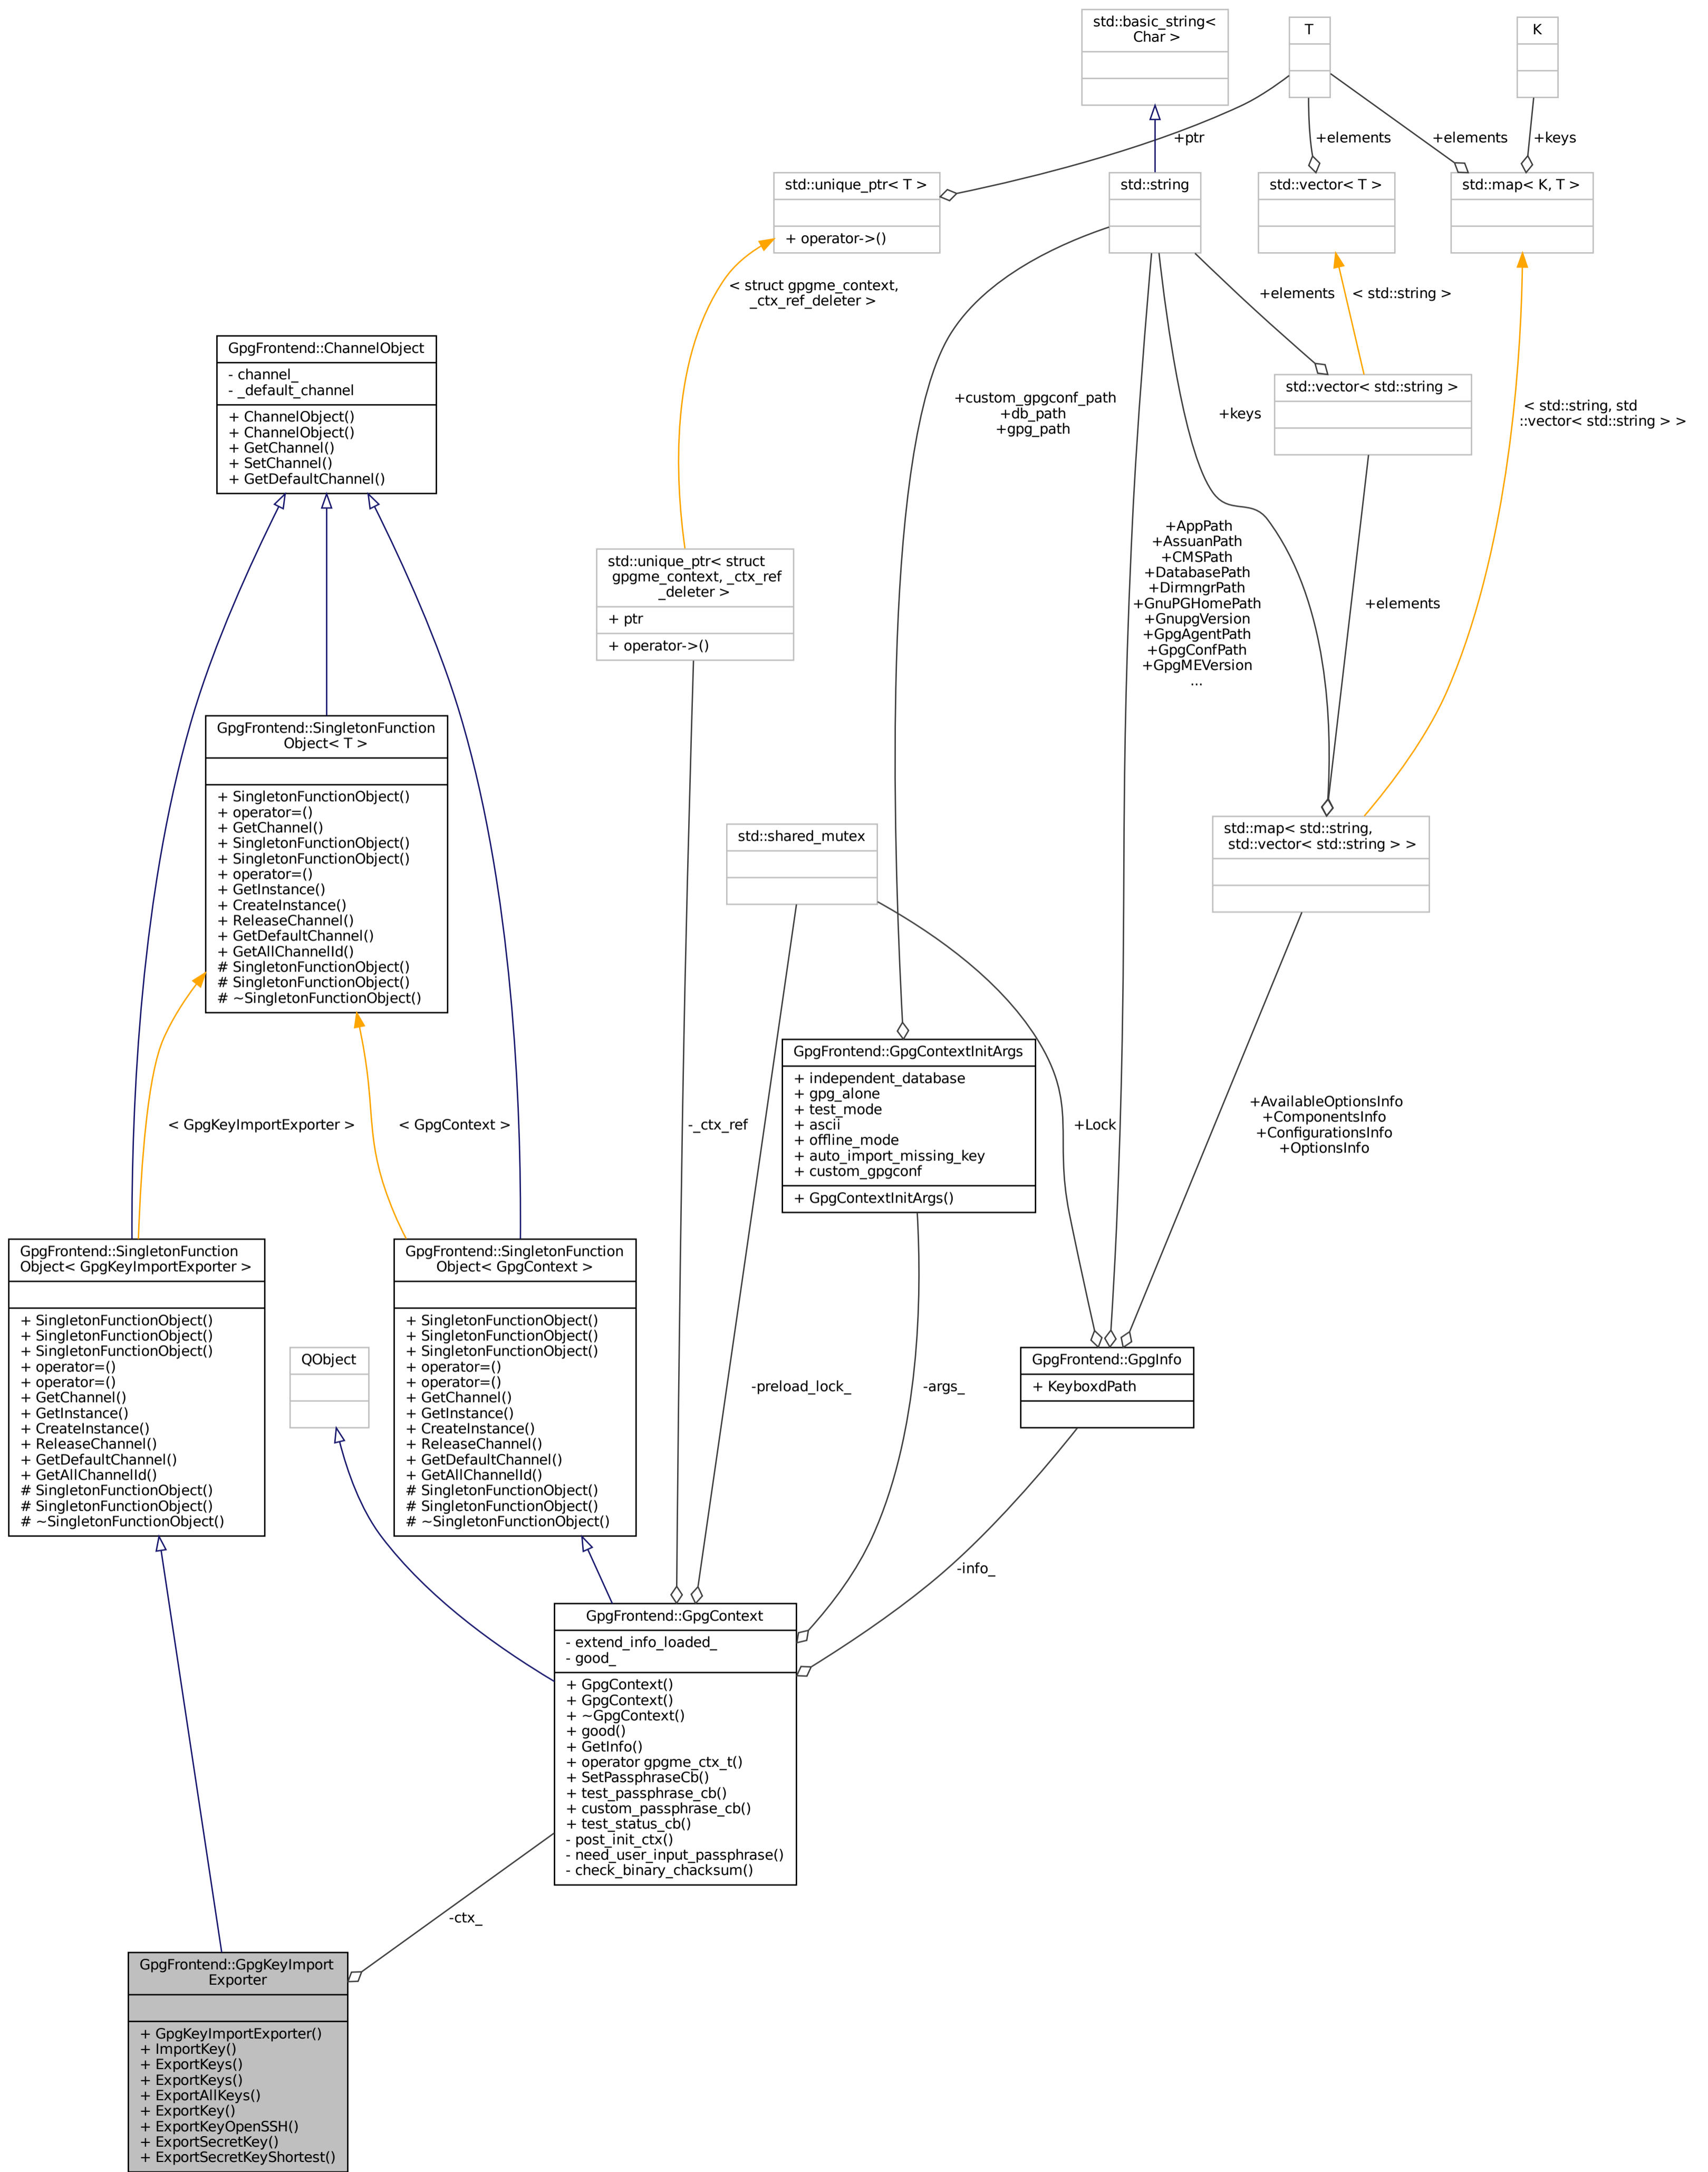 std::basic_string<
Char >
T
K
+ptr
+elements
+elements
+keys
std::unique_ptr< T >
+ operator->()
std::string
std::vector< T >
std::map< K, T >
< struct gpgme_context,
_ctx_ref_deleter >
+elements
< std::string >
GpgFrontend::ChannelObject
- channel_
- _default_channel
+ ChannelObject()
+ ChannelObject()
+ GetChannel()
+ SetChannel()
+ GetDefaultChannel()
+custom_gpgconf_path
+db_path
+gpg_path
+keys
std::vector< std::string >
< std::string, std
::vector< std::string > >
std::unique_ptr< struct
gpgme_context, _ctx_ref
_deleter >
+ ptr
+ operator->()
+AppPath
+AssuanPath
+CMSPath
+DatabasePath
+DirmngrPath
+GnuPGHomePath
+GnupgVersion
+GpgAgentPath
+GpgConfPath
+GpgMEVersion
...
+elements
GpgFrontend::SingletonFunction
Object< T >
+ SingletonFunctionObject()
+ operator=()
+ GetChannel()
+ SingletonFunctionObject()
+ SingletonFunctionObject()
+ operator=()
+ GetInstance()
+ CreateInstance()
+ ReleaseChannel()
+ GetDefaultChannel()
+ GetAllChannelId()
# SingletonFunctionObject()
# SingletonFunctionObject()
# ~SingletonFunctionObject()
std::shared_mutex
std::map< std::string,
std::vector< std::string > >
< GpgKeyImportExporter >
< GpgContext >
-_ctx_ref
GpgFrontend::GpgContextInitArgs
+ independent_database
+ gpg_alone
+ test_mode
+ ascii
+ offline_mode
+ auto_import_missing_key
+ custom_gpgconf
+ GpgContextInitArgs()
+Lock
+AvailableOptionsInfo
+ComponentsInfo
+ConfigurationsInfo
+OptionsInfo
GpgFrontend::SingletonFunction
Object< GpgKeyImportExporter >
+ SingletonFunctionObject()
+ SingletonFunctionObject()
+ SingletonFunctionObject()
+ operator=()
+ operator=()
+ GetChannel()
+ GetInstance()
+ CreateInstance()
+ ReleaseChannel()
+ GetDefaultChannel()
+ GetAllChannelId()
# SingletonFunctionObject()
# SingletonFunctionObject()
# ~SingletonFunctionObject()
QObject
GpgFrontend::SingletonFunction
Object< GpgContext >
+ SingletonFunctionObject()
+ SingletonFunctionObject()
+ SingletonFunctionObject()
+ operator=()
+ operator=()
+ GetChannel()
+ GetInstance()
+ CreateInstance()
+ ReleaseChannel()
+ GetDefaultChannel()
+ GetAllChannelId()
# SingletonFunctionObject()
# SingletonFunctionObject()
# ~SingletonFunctionObject()
-preload_lock_
-args_
GpgFrontend::GpgInfo
+ KeyboxdPath
-info_
GpgFrontend::GpgContext
- extend_info_loaded_
- good_
+ GpgContext()
+ GpgContext()
+ ~GpgContext()
+ good()
+ GetInfo()
+ operator gpgme_ctx_t()
+ SetPassphraseCb()
+ test_passphrase_cb()
+ custom_passphrase_cb()
+ test_status_cb()
- post_init_ctx()
- need_user_input_passphrase()
- check_binary_chacksum()
-ctx_
GpgFrontend::GpgKeyImport
Exporter
+ GpgKeyImportExporter()
+ ImportKey()
+ ExportKeys()
+ ExportKeys()
+ ExportAllKeys()
+ ExportKey()
+ ExportKeyOpenSSH()
+ ExportSecretKey()
+ ExportSecretKeyShortest()